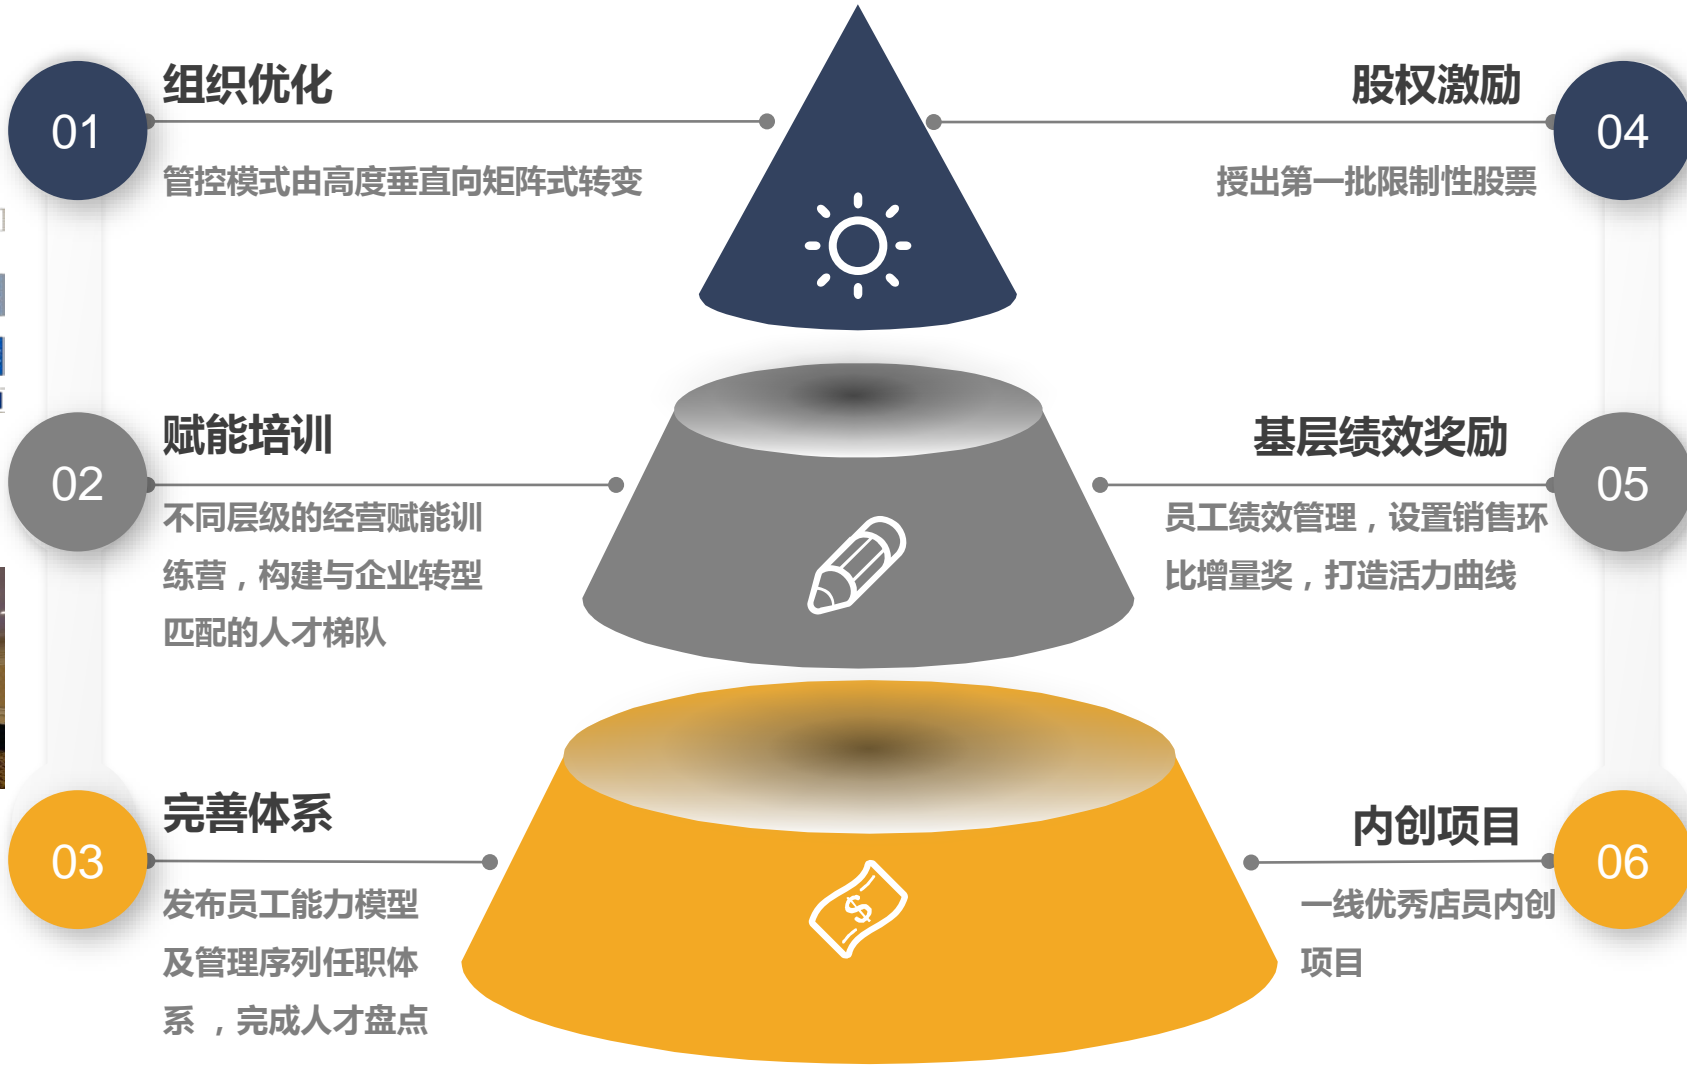 01
组织优化
管控模式由高度垂直向矩阵式转变
02
赋能培训
不同层级的经营赋能训
练营，构建与企业转型
匹配的人才梯队
03
完善体系
发布员工能力模型
及管理序列任职体
系 ，完成人才盘点
04
股权激励
授出第一批限制性股票
05
基层绩效奖励
员工绩效管理，设置销售环
比增量奖，打造活力曲线
06
内创项目
一线优秀店员内创
项目
$